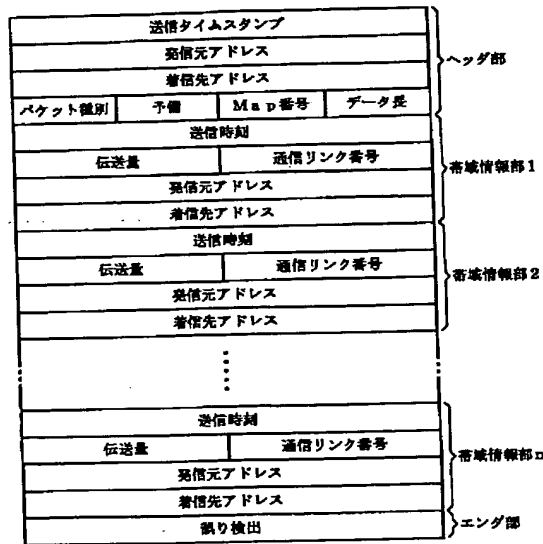 送信タイムスタンプ
発信元アドレス
着信先アドレス
ヘッダ部
パケット種別 予備 Map番号 データ長
送信時刻
伝送量 通信リンク番号
発信元アドレス
着信先アドレス
帯域情報部1
送信時刻
伝送量 通信リンク番号
発信元アドレス
着信先アドレス
帯域情報部2
送信時刻
伝送量 通信リンク番号
発信元アドレス
着信先アドレス
帯域情報部n
誤り検出
エンダ部